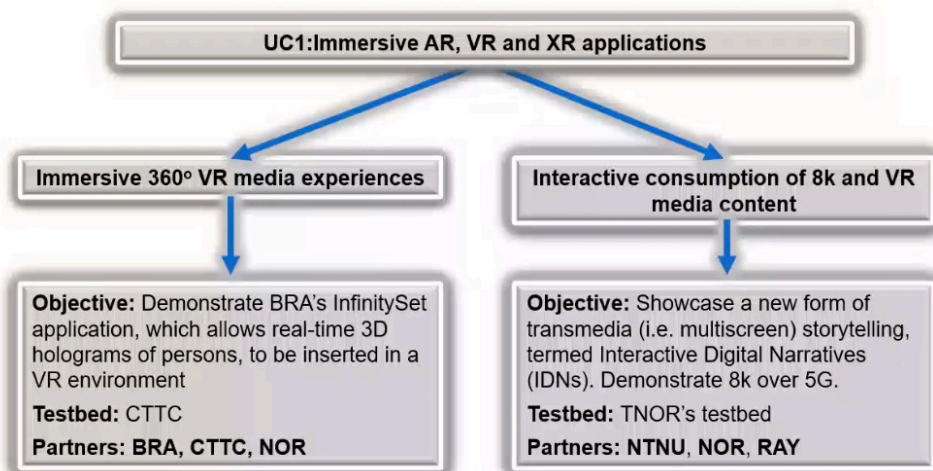 UC1:Immersive AR, VR and XR applications
Immersive 360º VR media experiences
Interactive consumption of 8k and VR
media content
Objective: Demonstrate BRA's InfinitySet
application, which allows real-time 3D
holograms of persons, to be inserted in a
VR environment
Testbed: CTTC
Partners: BRA, CTTC, NOR
Objective: Showcase a new form of
transmedia (i.e. multiscreen) storytelling,
termed Interactive Digital Narratives
(IDNs). Demonstrate 8k over 5G.
Testbed: TNOR's testbed
Partners: NTNU, NOR, RAY